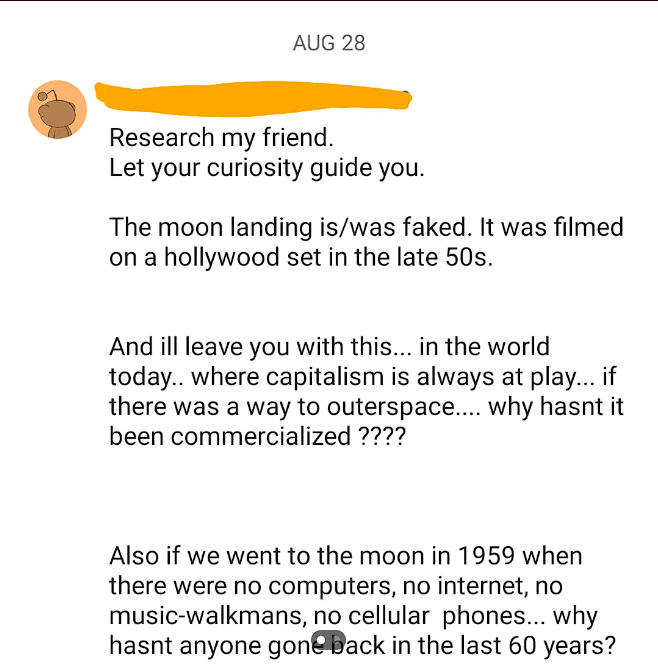 AUG 28
Research my friend.
Let your curiosity guide you.
The moon landing is/was faked. It was filmed
on a hollywood set in the late 50s.
And ill leave you with this... in the world
today.. where capitalism is always at play... if
there was a way to outerspace.... why hasnt it
been commercialized ????
Also if we went to the moon in 1959 when
there were no computers, no internet, no
music-walkmans, no cellular phones... why
hasnt anyone gone back in the last 60 years?